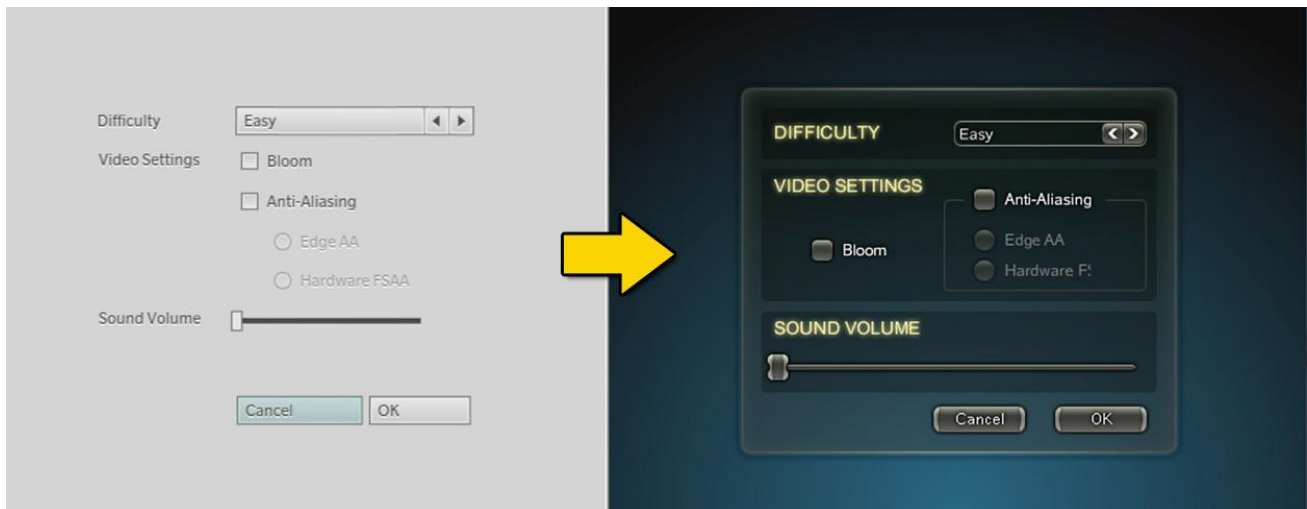 Difficulty
Easy
Video Settings
Bloom
Anti-Aliasing
Edge AA
Hardware FSAA
Sound Volume
Cancel
OK
DIFFICULTY
Easy
VIDEO SETTINGS
Anti-Aliasing
Bloom
Edge AA
Hardware
SOUND VOLUME
Cancel
OK